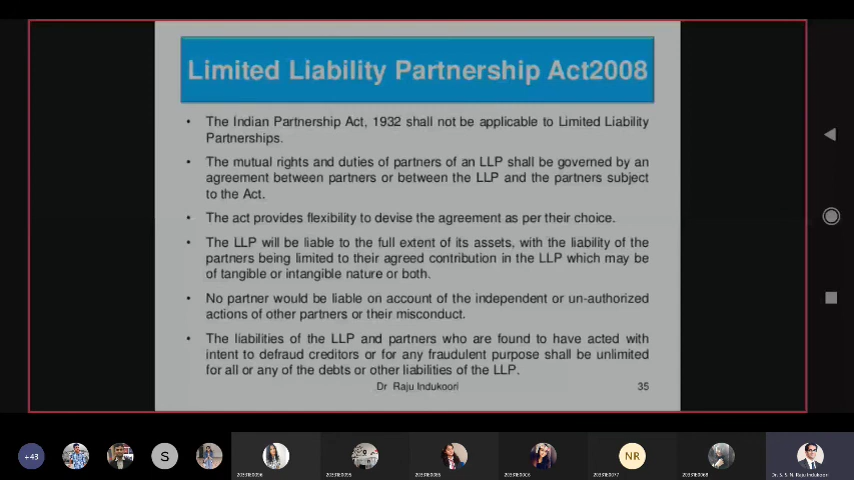 Limited Liability Partnership Act2008
• The Indian Partnership Act, 1932 shall not be applicable to Limited Liability
Partnerships.
• The mutual rights and duties of partners of an LLP shall be governed by an
agreement between partners or between the LLP and the partners subject
to the Act.
• The act provides flexibility to devise the agreement as per their choice.
• The LLP will be liable to the full extent of its assets, with the liability of the
partners being limited to their agreed contribution in the LLP which may be
of tangible or intangible nature or both.
• No partner would be liable on account of the independent or un-authorized
actions of other partners or their misconduct.
• The liabilities of the LLP and partners who are found to have acted with
intent to defraud creditors or for any fraudulent purpose shall be unlimited
for all or any of the debts or other liabilities of the LLP.
Dr Raju Indukoori 35
+43 S NR
Dr. S. S. N. Raju Indukoori